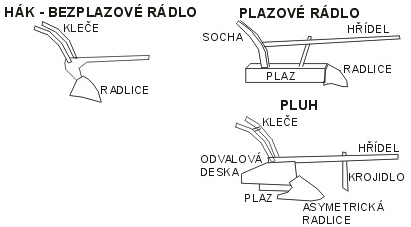 HÁK - BEZPLAZOVÉ RÁDLO
KLEČE
RADLICE
PLAZOVÉ RÁDLO
SOCHA
HŘÍDEL
PLAZ
RADLICE
PLUH
KLEČE
ODVALOVÁ
DESKA
HŘÍDEL
KROJIDLO
PLAZ
ASYMETRICKÁ
RADLICE